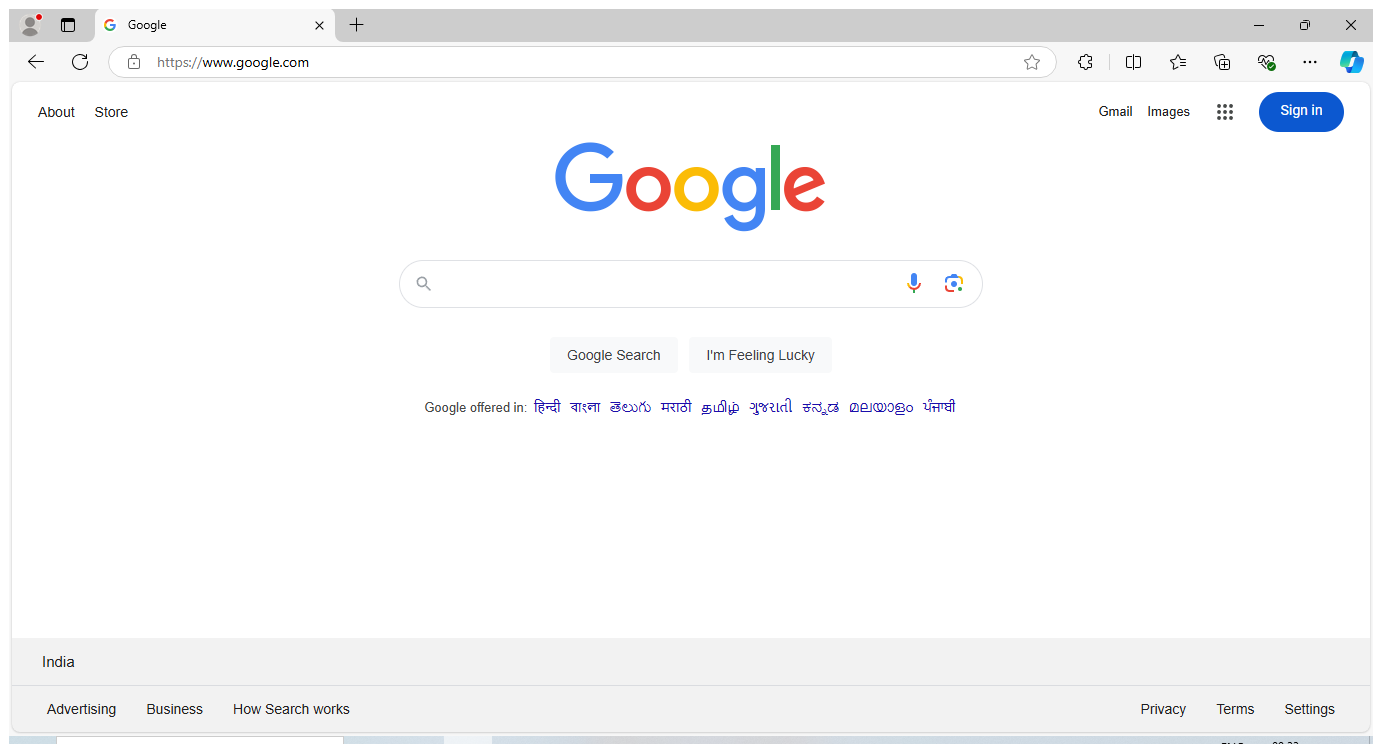 Google
https://www.google.com
About Store Gmail Images Sign in
Google
Google Search I'm Feeling Lucky
Google offered in: हिन्दी বাংলা తెలుగు मराठी தமிழ் ગુજરાતી ಕನ್ನಡ മലയാളം ਪੰਜਾਬੀ
India
Advertising Business How Search works Privacy Terms Settings